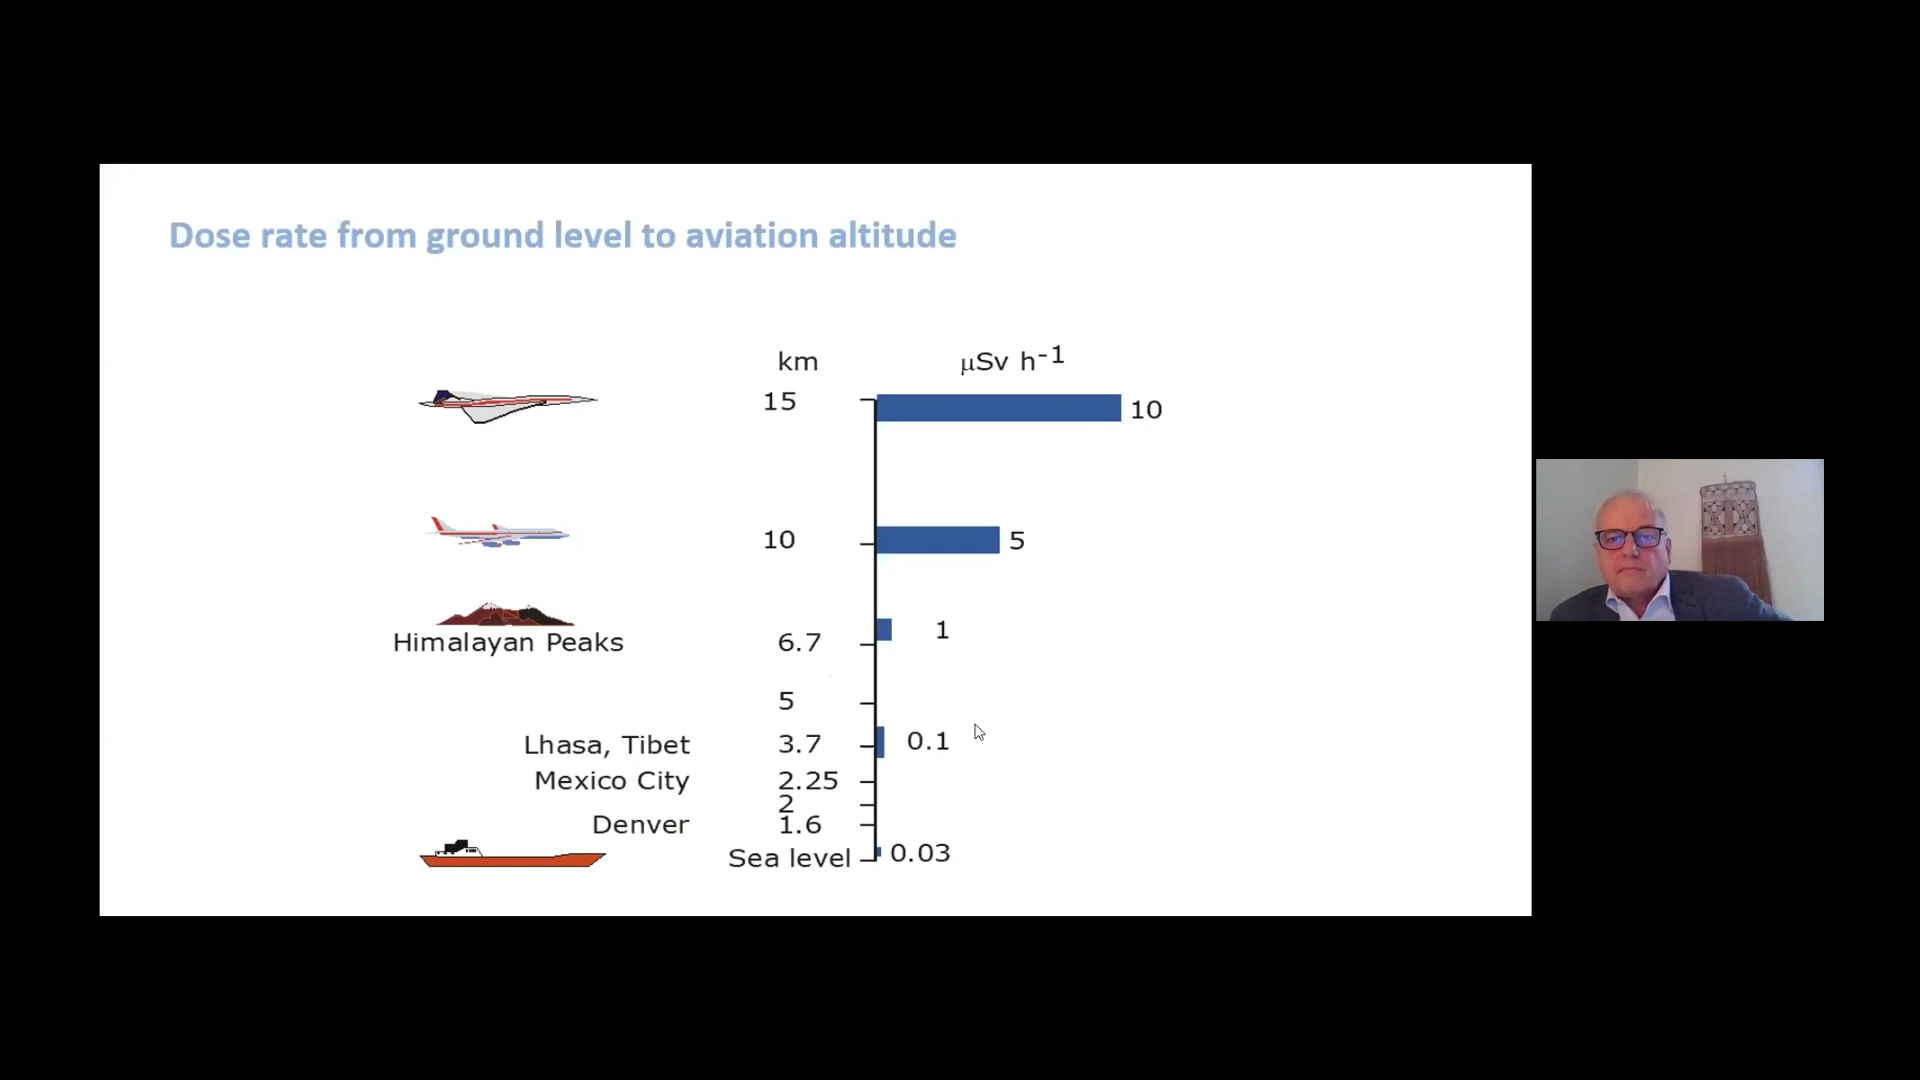 Dose rate from ground level to aviation altitude
km μSv h-1
15 10
10 5
Himalayan Peaks 6.7 1
5
Lhasa, Tibet 3.7 0.1
Mexico City 2.25
2
Denver 1.6
Sea level 0.03